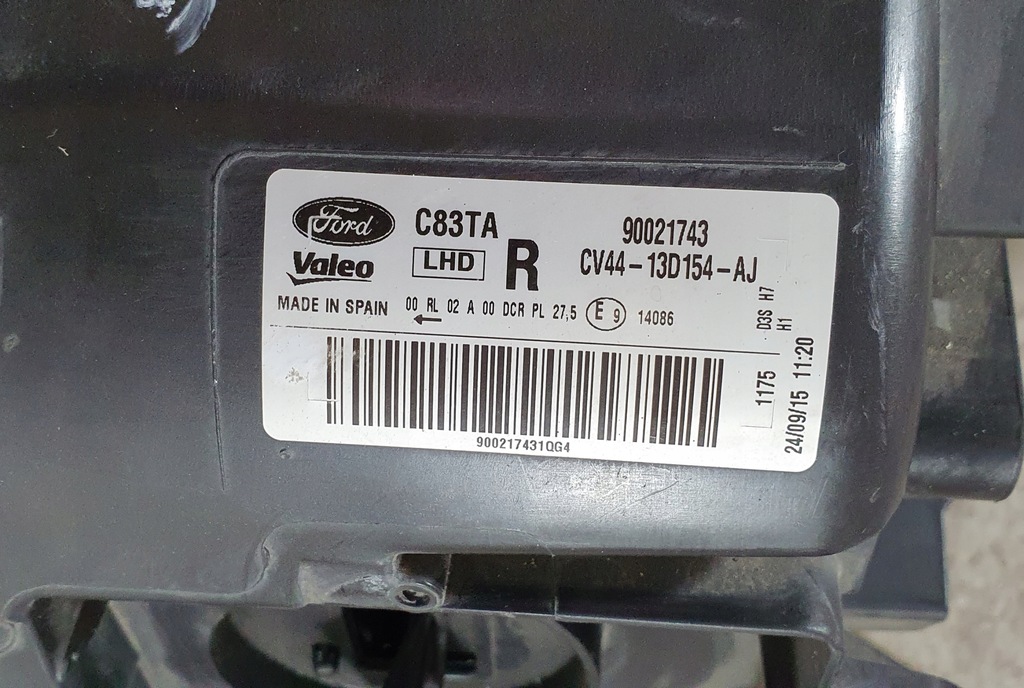 Ford C83TA 90021743
Valeo LHD R CV44-13D154-AJ
MADE IN SPAIN 00 RL 02 A 00 DCR PL 27,5 E 9 14086
900217431QG4
1175 D3S H7
H1
24/09/15 11:20